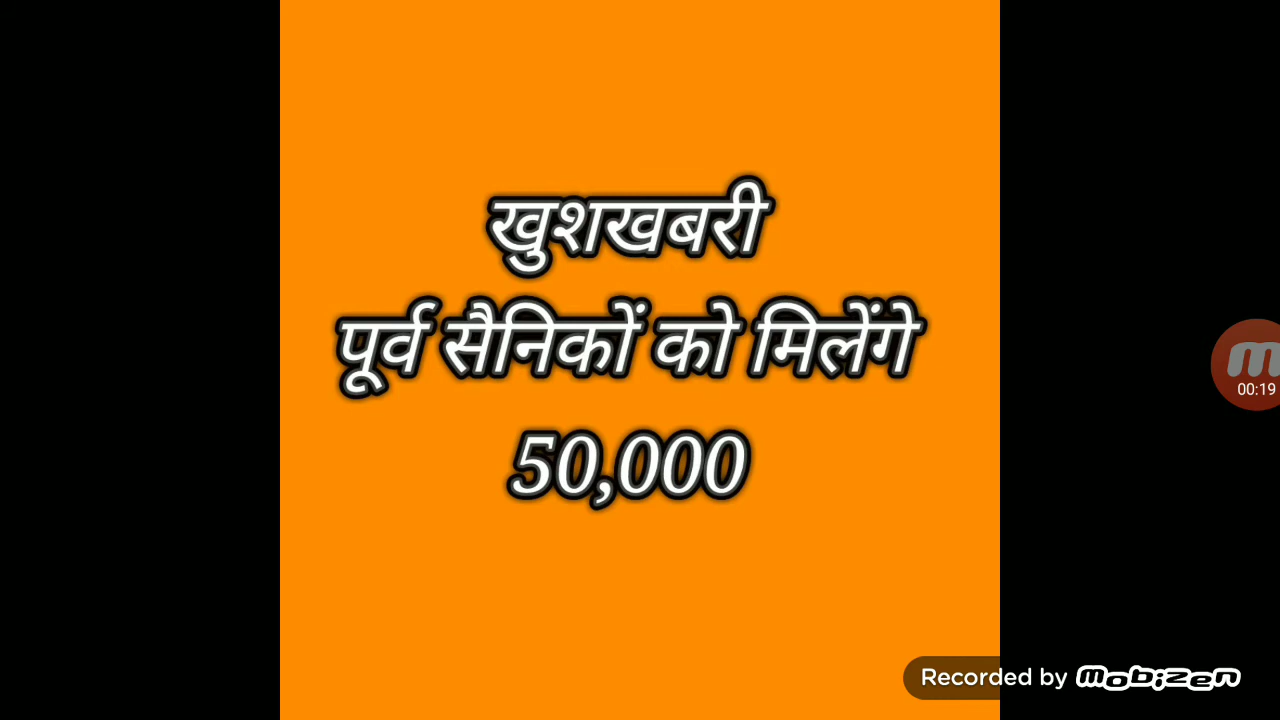 खुशखबरी
पूर्व सैनिकों को मिलेंगे
50,000
00:19
Recorded by mobizen